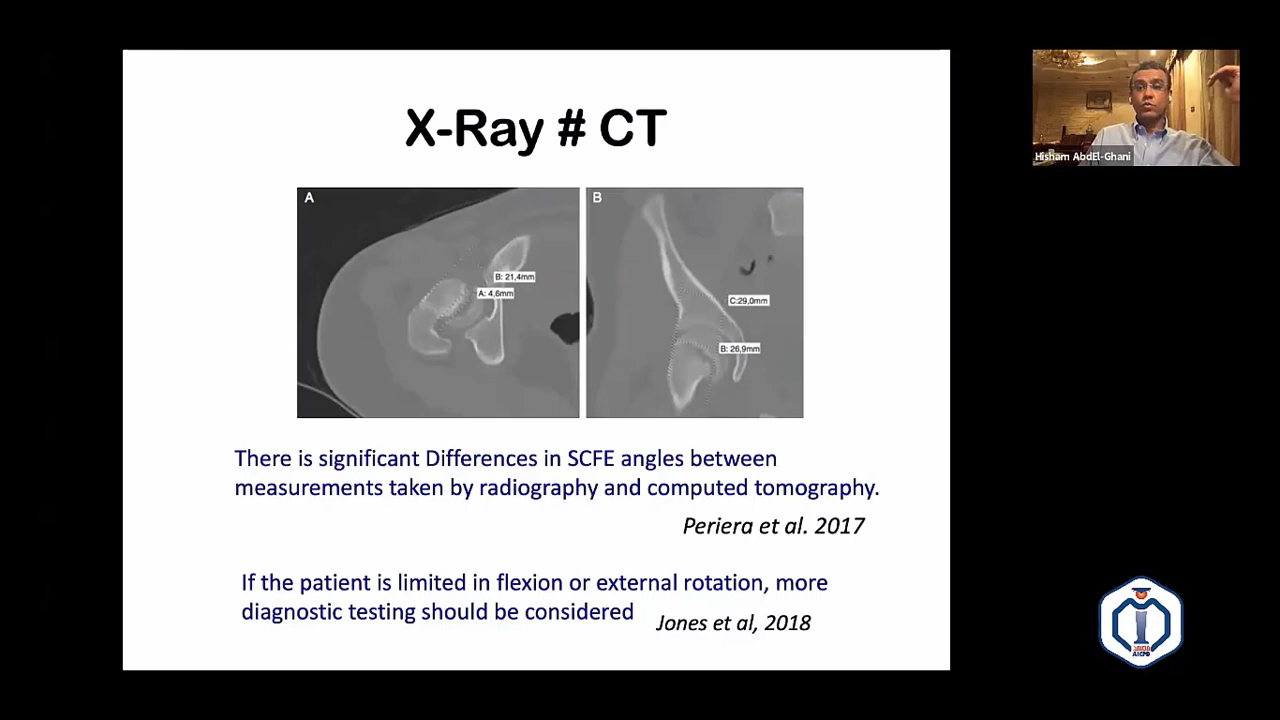 X-Ray # CT
Hisham AbdEl-Ghani
A
B
B: 21,4mm
A: 4,6mm
C:29,0mm
B: 26,9mm
There is significant Differences in SCFE angles between
measurements taken by radiography and computed tomography.
Periera et al. 2017
If the patient is limited in flexion or external rotation, more
diagnostic testing should be considered
Jones et al, 2018